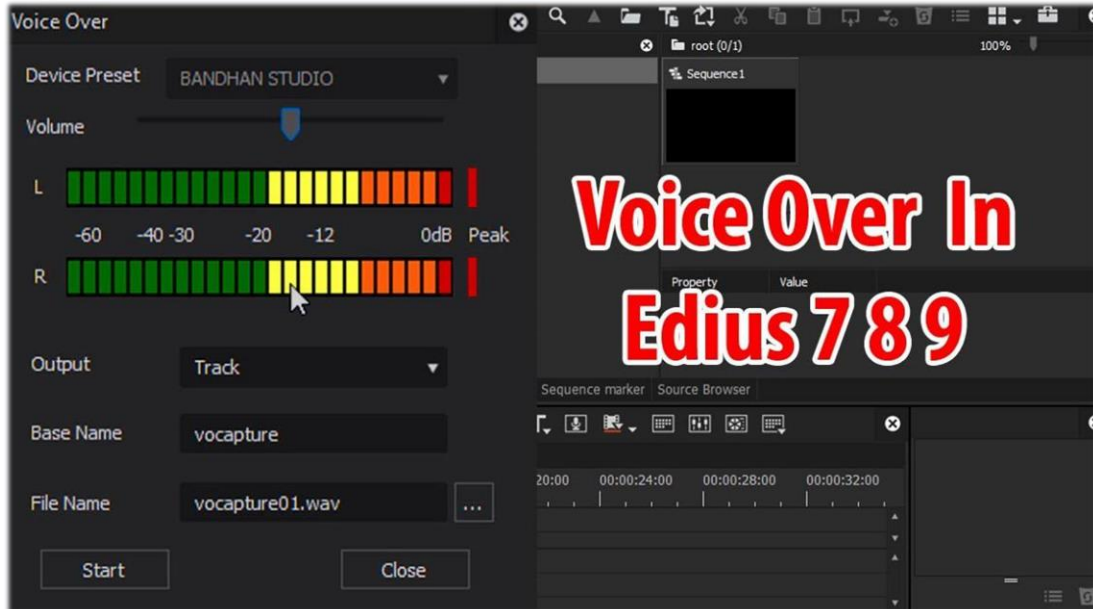 Voice Over
Device Preset BANDHAN STUDIO
Volume
L
-60 -40 -30 -20 -12 0dB Peak
R
Output Track
Base Name vocapture
File Name vocapture01.wav ...
Start Close
root (0/1) 100%
Sequence1
Voice Over In
Property Value
Edius 7 8 9
Sequence marker Source Browser
20:00 00:00:24:00 00:00:28:00 00:00:32:00